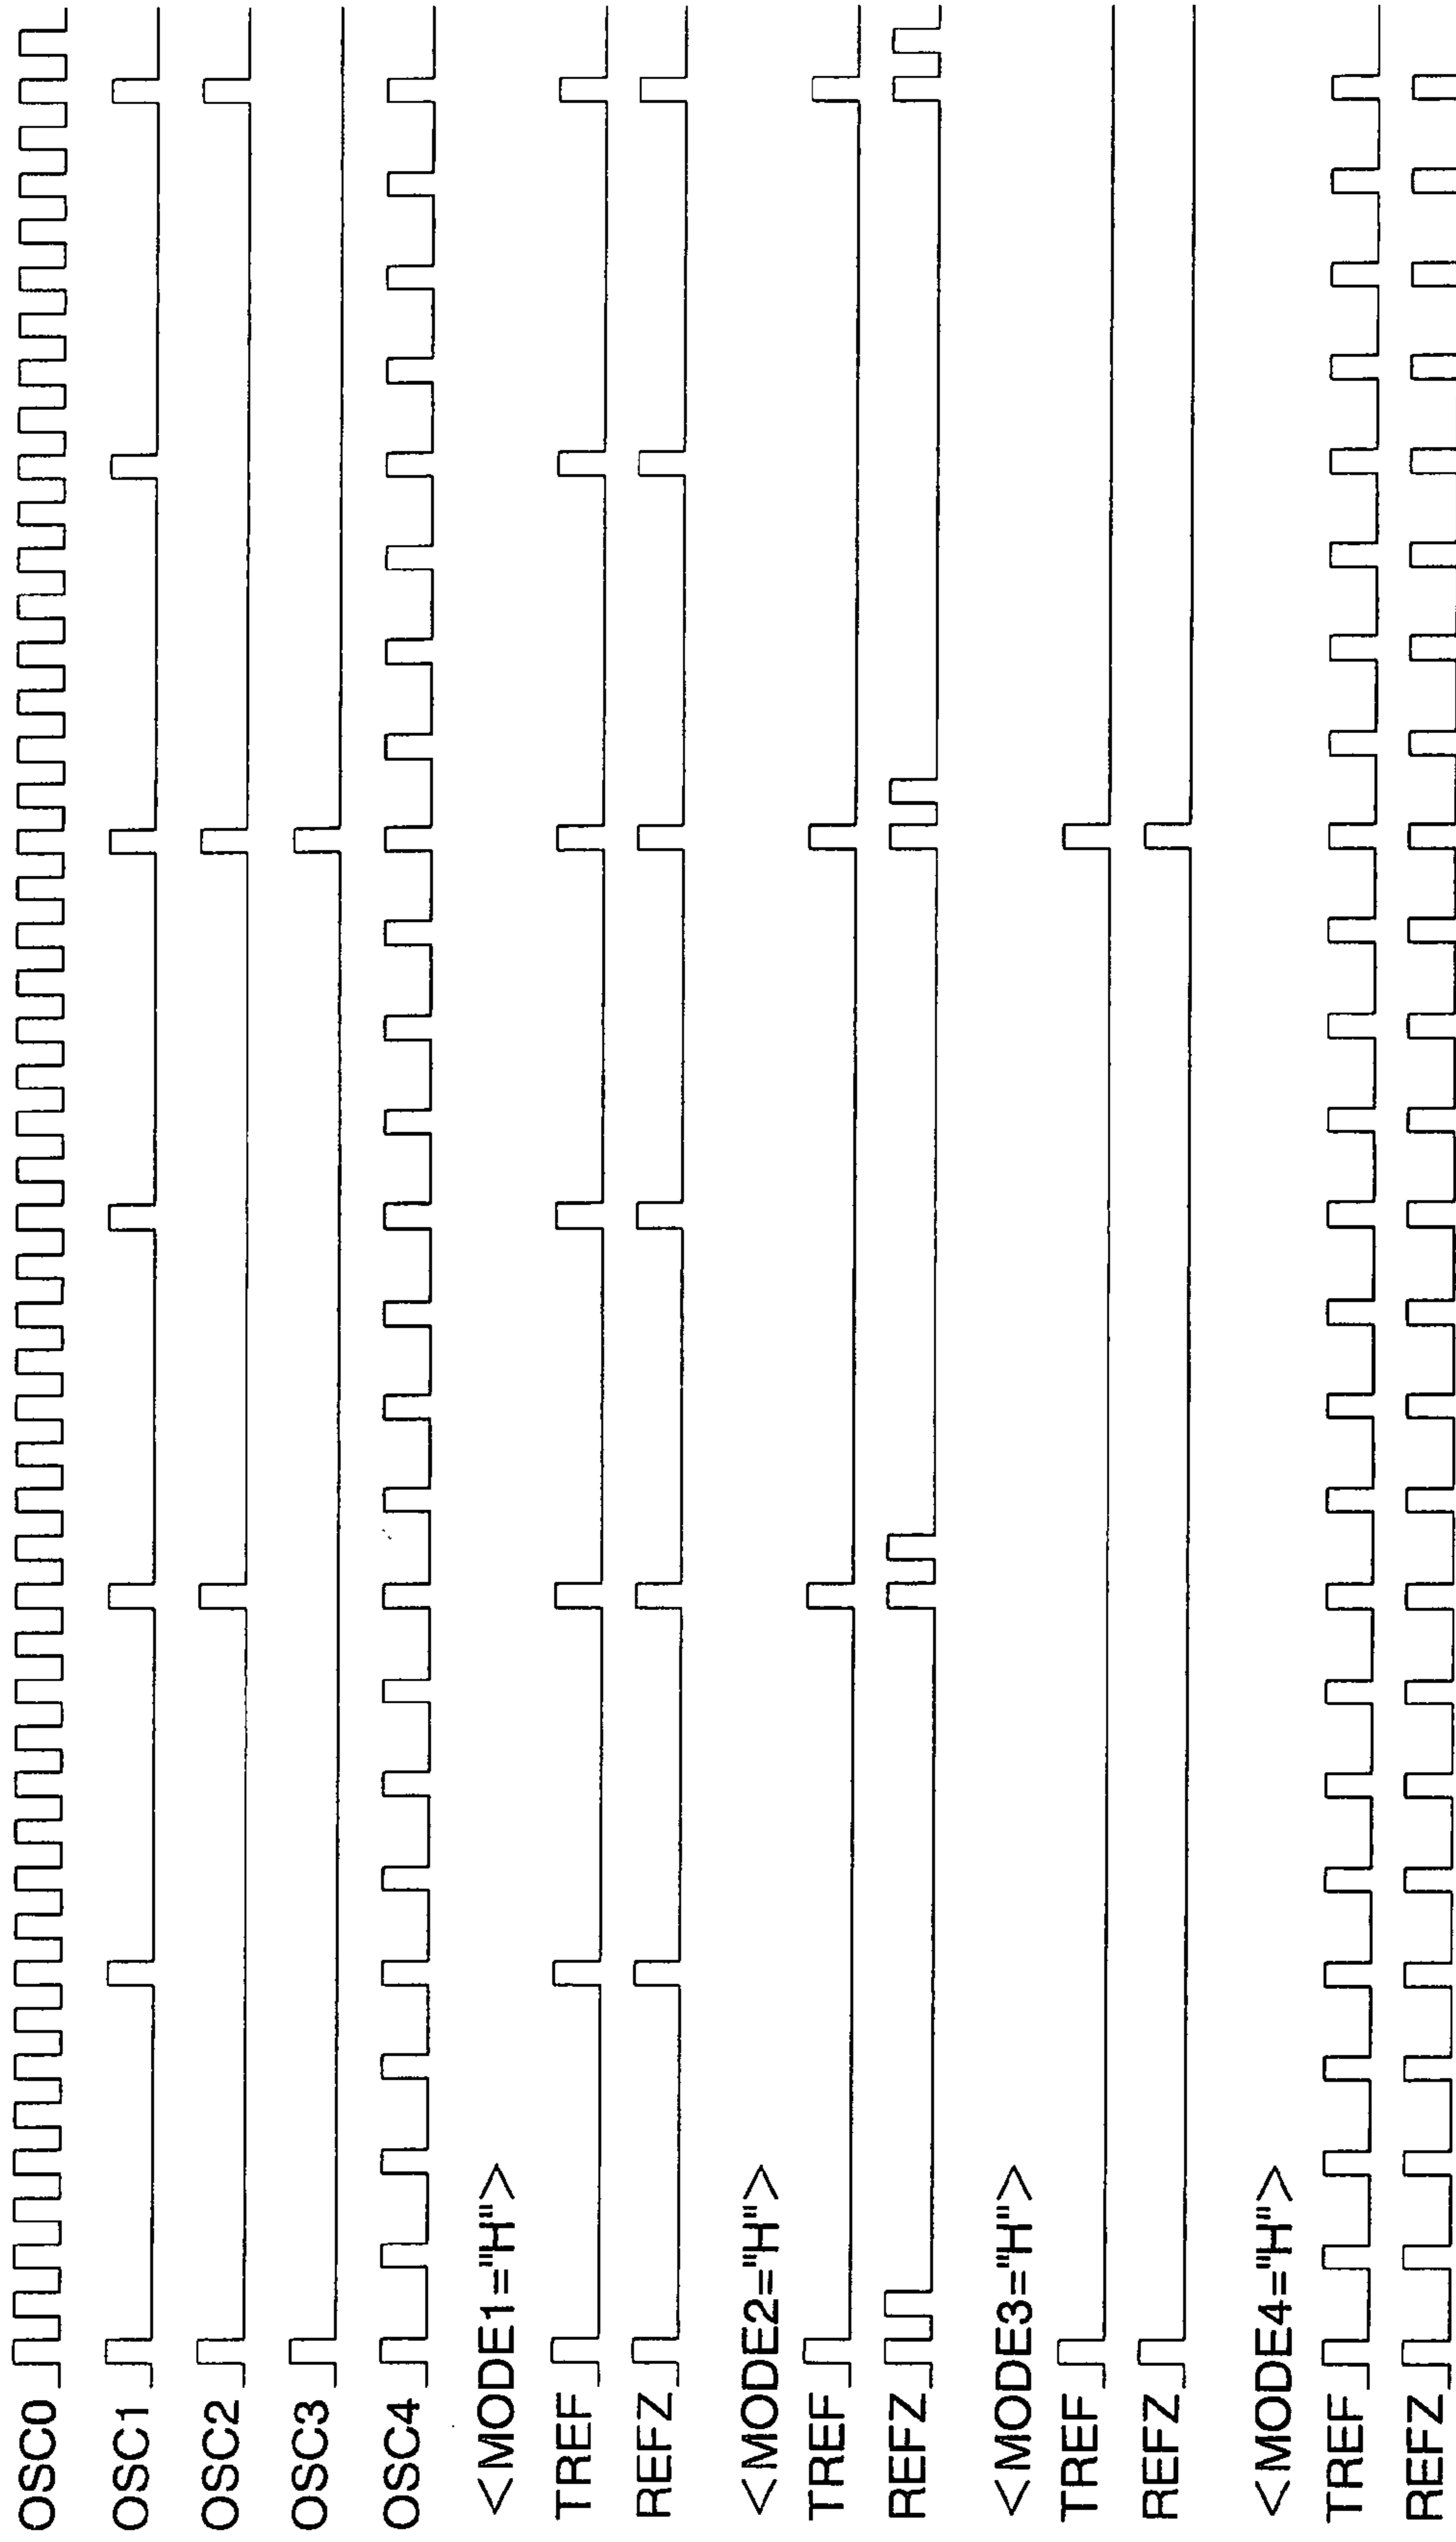 OSC0
OSC1
OSC2
OSC3
OSC4
<MODE1="H">
TREF
REFZ
<MODE2="H">
TREF
REFZ
<MODE3="H">
TREF
REFZ
<MODE4="H">
TREF
REFZ